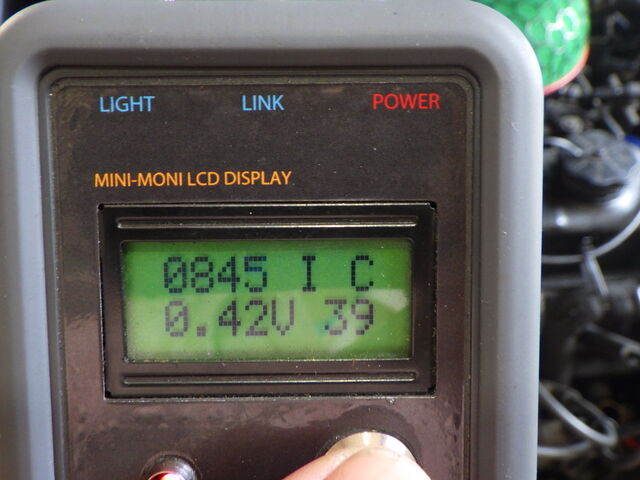 LIGHT LINK POWER
MINI-MONI LCD DISPLAY
0845 I C
0.42V 39